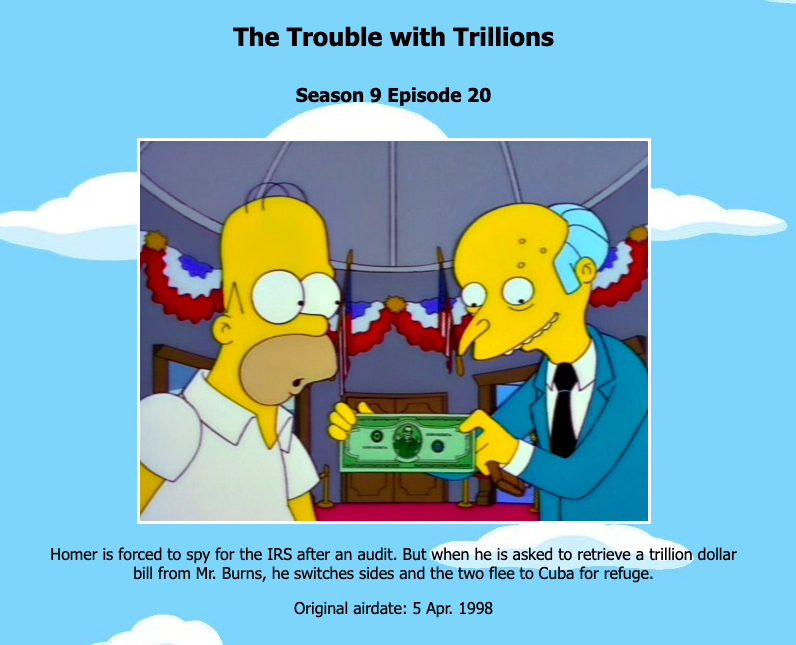 The Trouble with Trillions
Season 9 Episode 20
Homer is forced to spy for the IRS after an audit. But when he is asked to retrieve a trillion dollar
bill from Mr. Burns, he switches sides and the two flee to Cuba for refuge.
Original airdate: 5 Apr. 1998